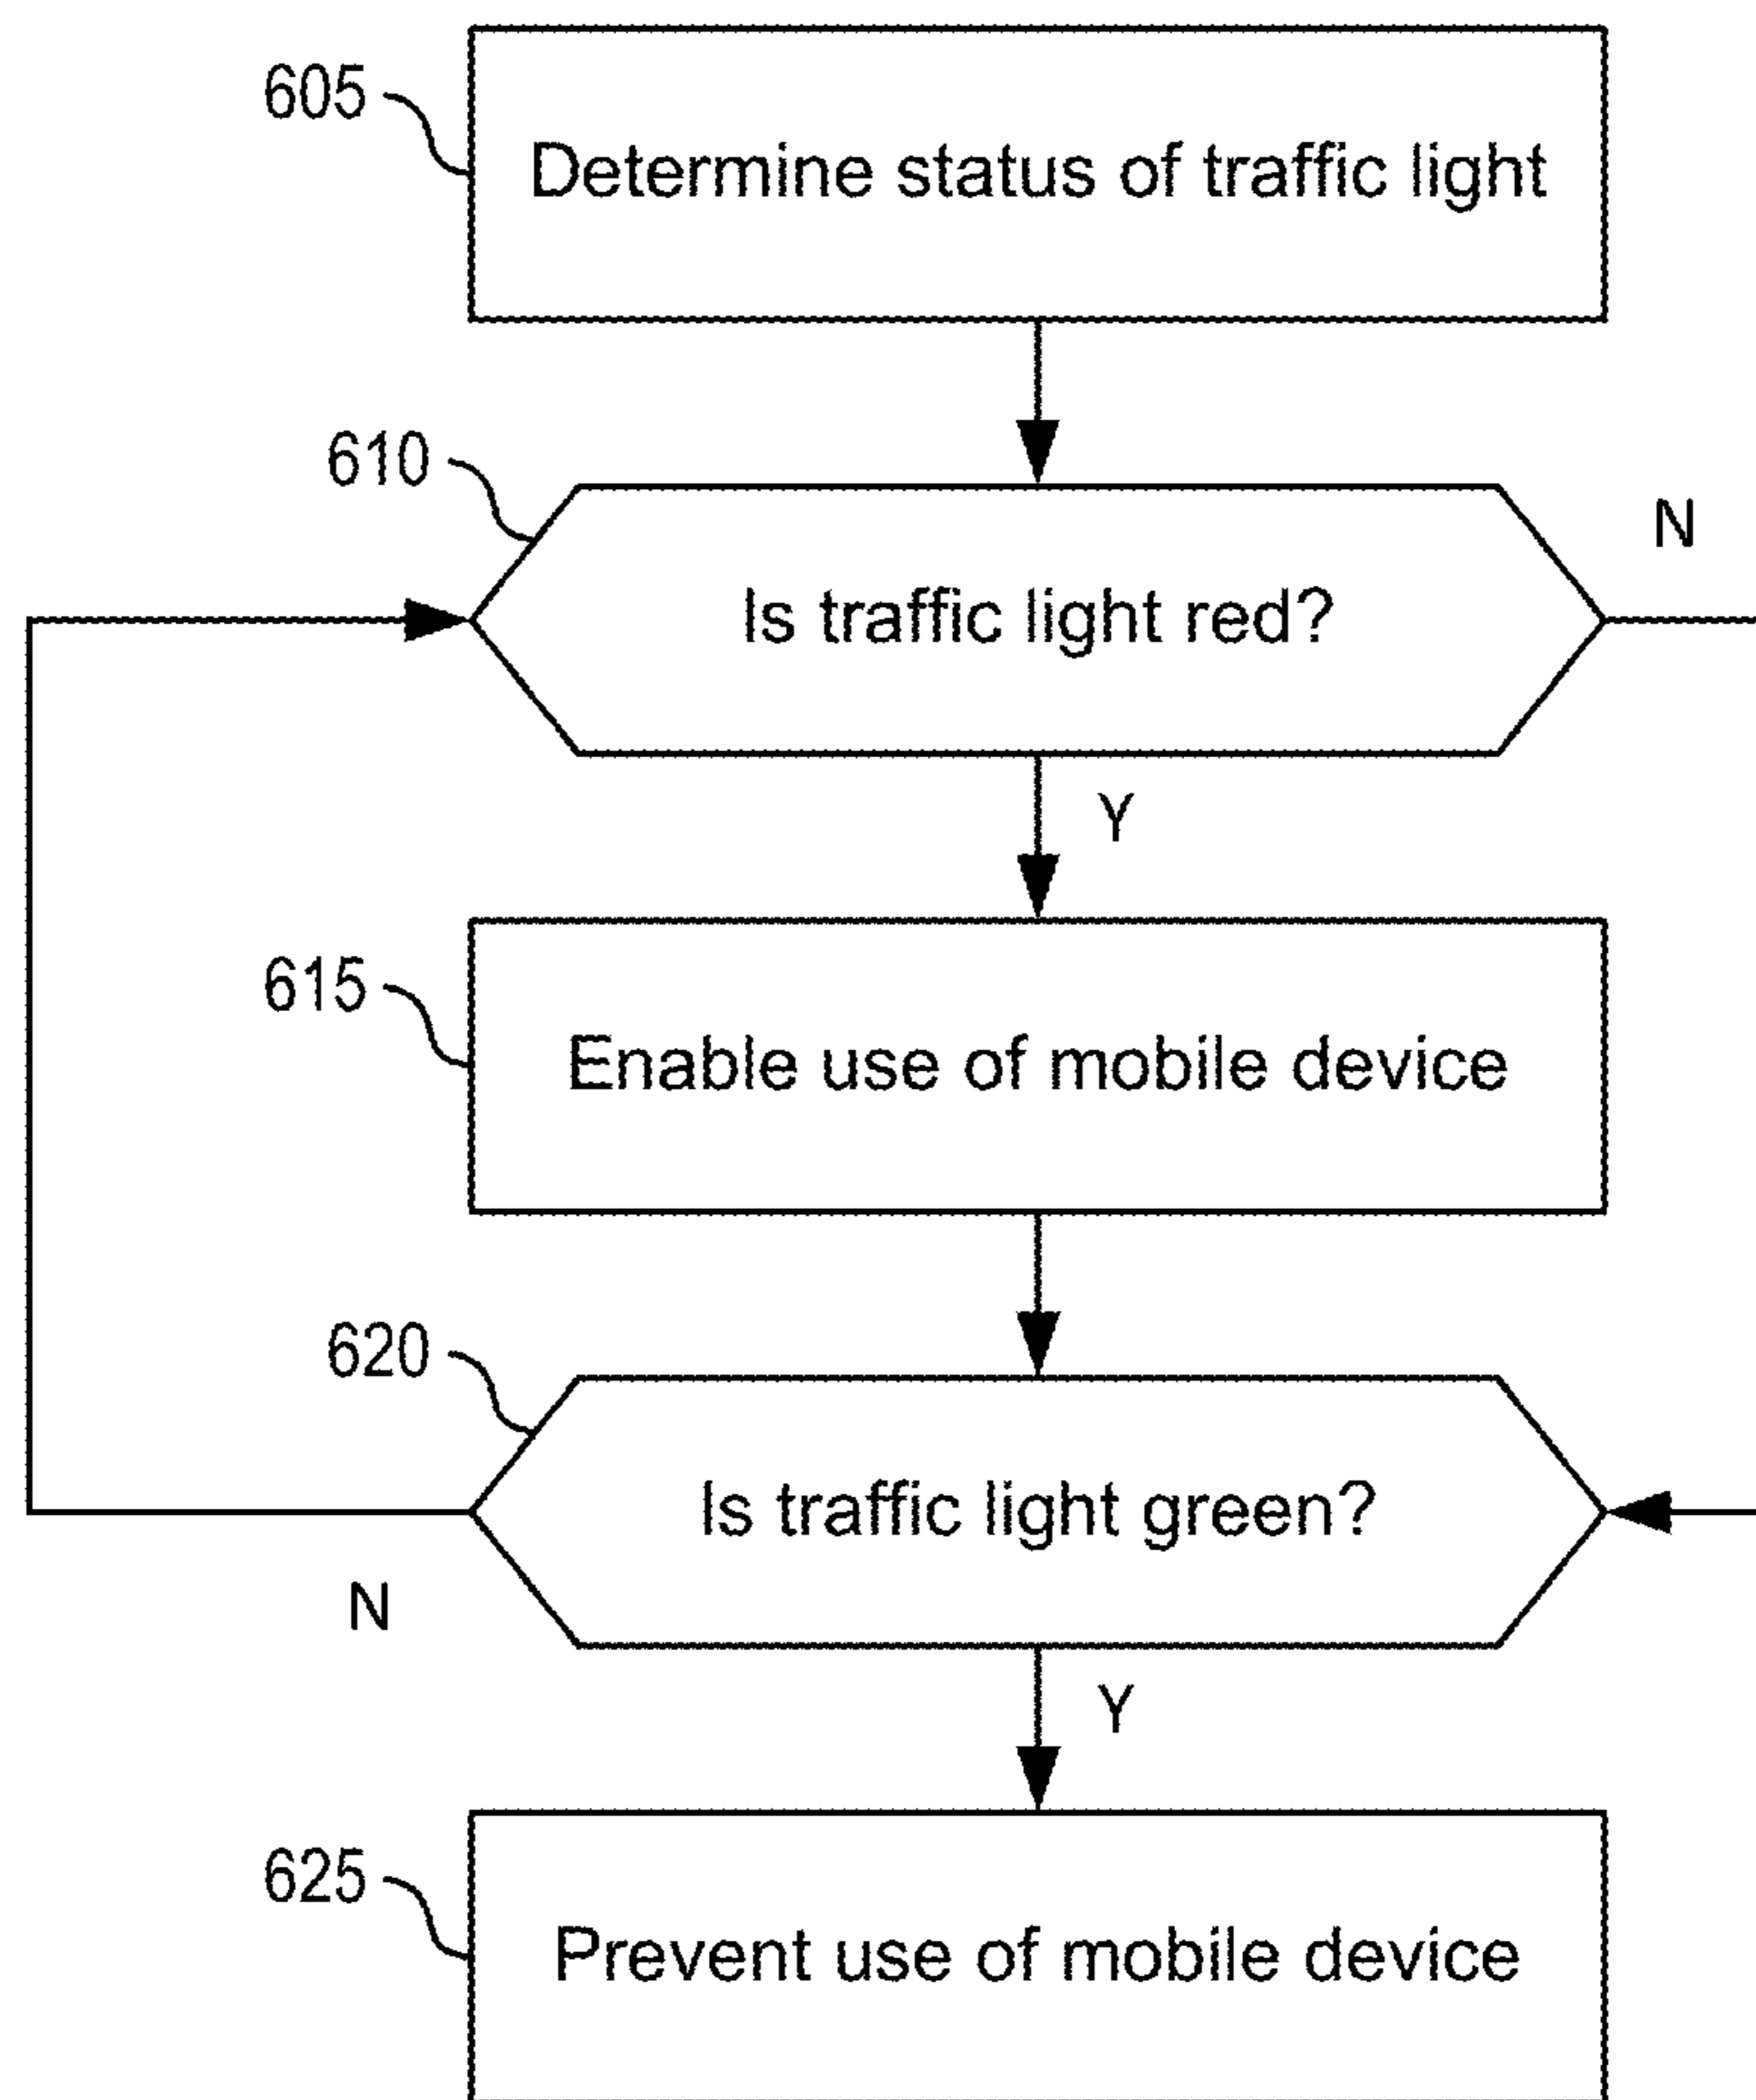 605
Determine status of traffic light
610
N
Is traffic light red?
Y
615
Enable use of mobile device
620
Is traffic light green?
N
Y
625
Prevent use of mobile device